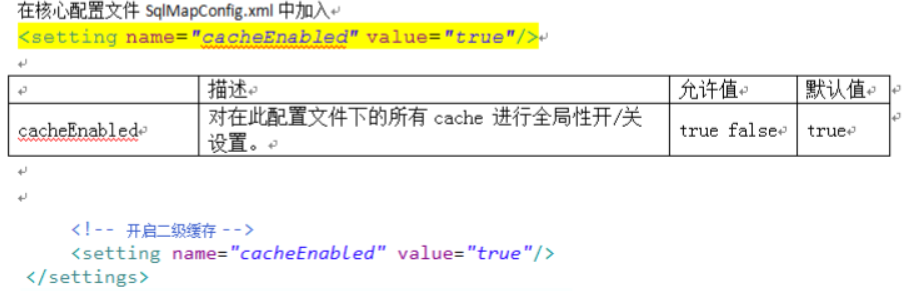 在核心配置文件 SqlMapConfig.xml 中加入
<setting name="cacheEnabled" value="true"/>
描述 允许值 默认值
cacheEnabled 对在此配置文件下的所有 cache 进行全局性开/关设置。 true false true
<!-- 开启二级缓存 -->
<setting name="cacheEnabled" value="true"/>
</settings>